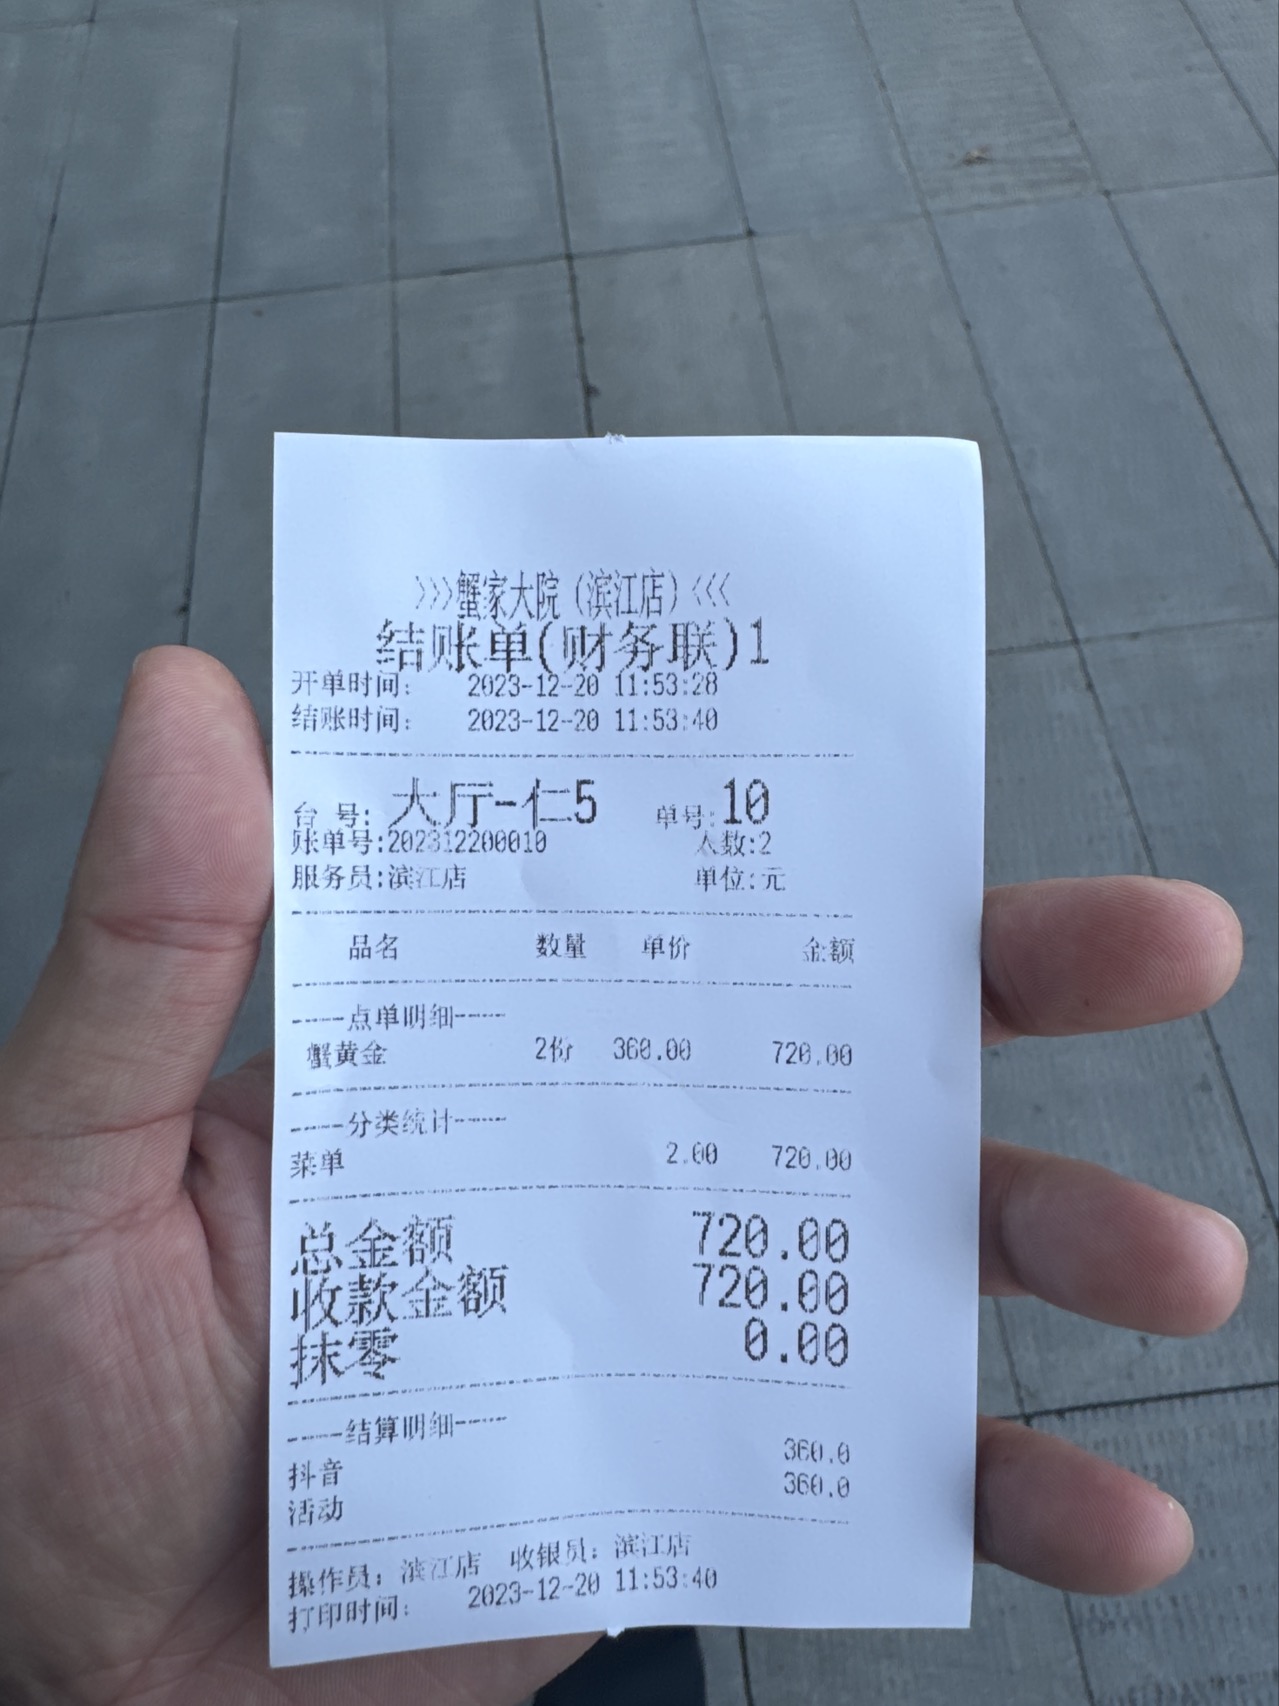 >>>蟹家大院（滨江店）<<<
结账单(财务联)1
开单时间: 2023-12-20 11:53:28
结账时间: 2023-12-20 11:53:40
台 号: 大厅-仁5 单号:10
账单号:202312200010 人数:2
服务员:滨江店 单位:元
品名 数量 单价 金额
----点单明细----
蟹黄金 2份 360.00 720.00
----分类统计----
菜单 2.00 720.00
总金额 720.00
收款金额 720.00
抹零 0.00
----结算明细----
抖音 360.0
活动 360.0
操作员: 滨江店 收银员: 滨江店
打印时间: 2023-12-20 11:53:40